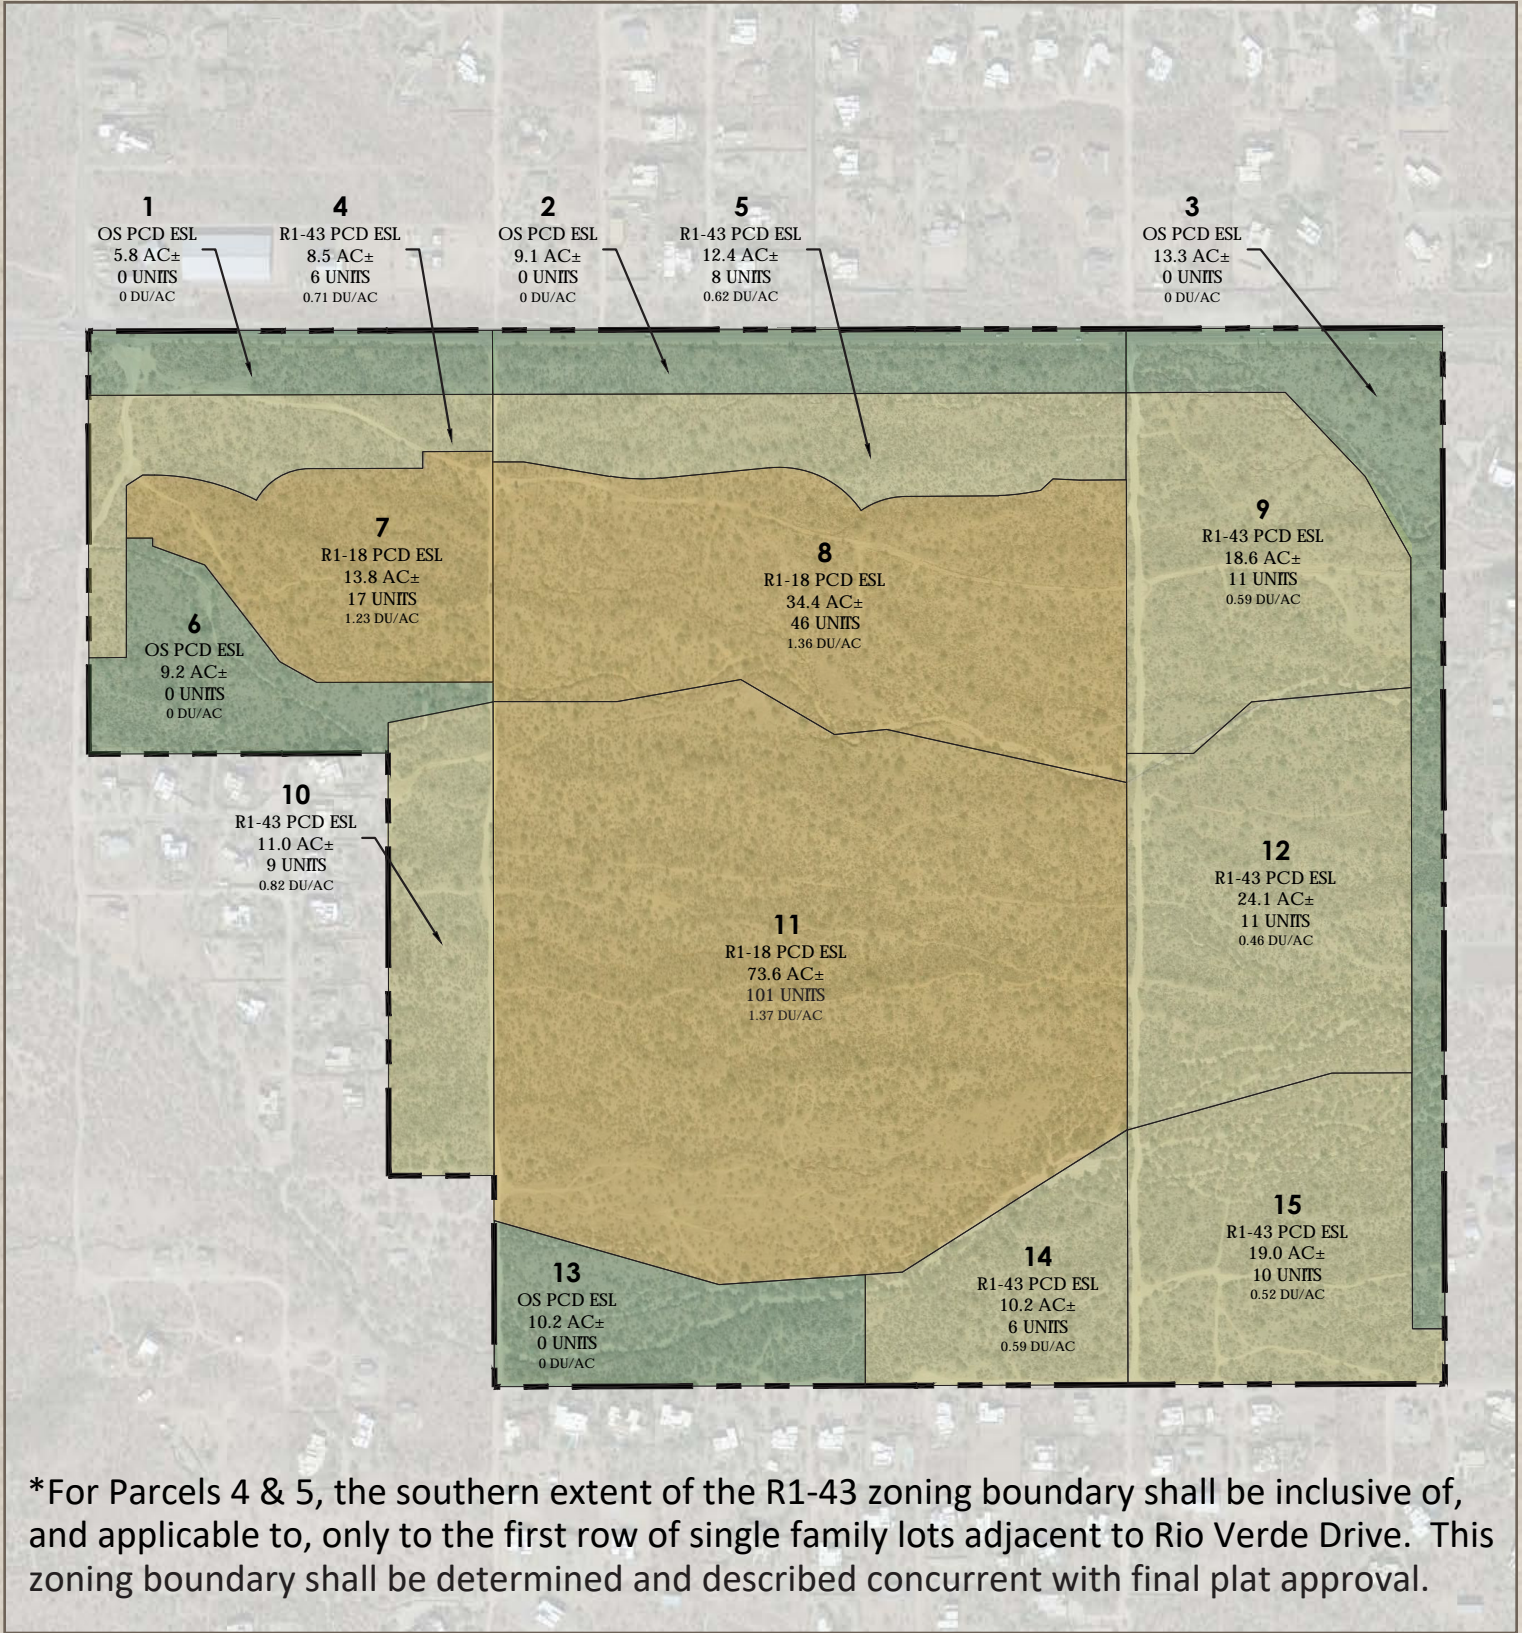 1
OS PCD ESL
5.8 AC±
0 UNITS
0 DU/AC
4
R1-43 PCD ESL
8.5 AC±
6 UNITS
0.71 DU/AC
2
OS PCD ESL
9.1 AC±
0 UNITS
0 DU/AC
5
R1-43 PCD ESL
12.4 AC±
8 UNITS
0.62 DU/AC
3
OS PCD ESL
13.3 AC±
0 UNITS
0 DU/AC
7
R1-18 PCD ESL
13.8 AC±
17 UNITS
1.23 DU/AC
8
R1-18 PCD ESL
34.4 AC±
46 UNITS
1.36 DU/AC
9
R1-43 PCD ESL
18.6 AC±
11 UNITS
0.59 DU/AC
6
OS PCD ESL
9.2 AC±
0 UNITS
0 DU/AC
10
R1-43 PCD ESL
11.0 AC±
9 UNITS
0.82 DU/AC
11
R1-18 PCD ESL
73.6 AC±
101 UNITS
1.37 DU/AC
12
R1-43 PCD ESL
24.1 AC±
11 UNITS
0.46 DU/AC
13
OS PCD ESL
10.2 AC±
0 UNITS
0 DU/AC
14
R1-43 PCD ESL
10.2 AC±
6 UNITS
0.59 DU/AC
15
R1-43 PCD ESL
19.0 AC±
10 UNITS
0.52 DU/AC
*For Parcels 4 & 5, the southern extent of the R1-43 zoning boundary shall be inclusive of,
and applicable to, only to the first row of single family lots adjacent to Rio Verde Drive. This
zoning boundary shall be determined and described concurrent with final plat approval.